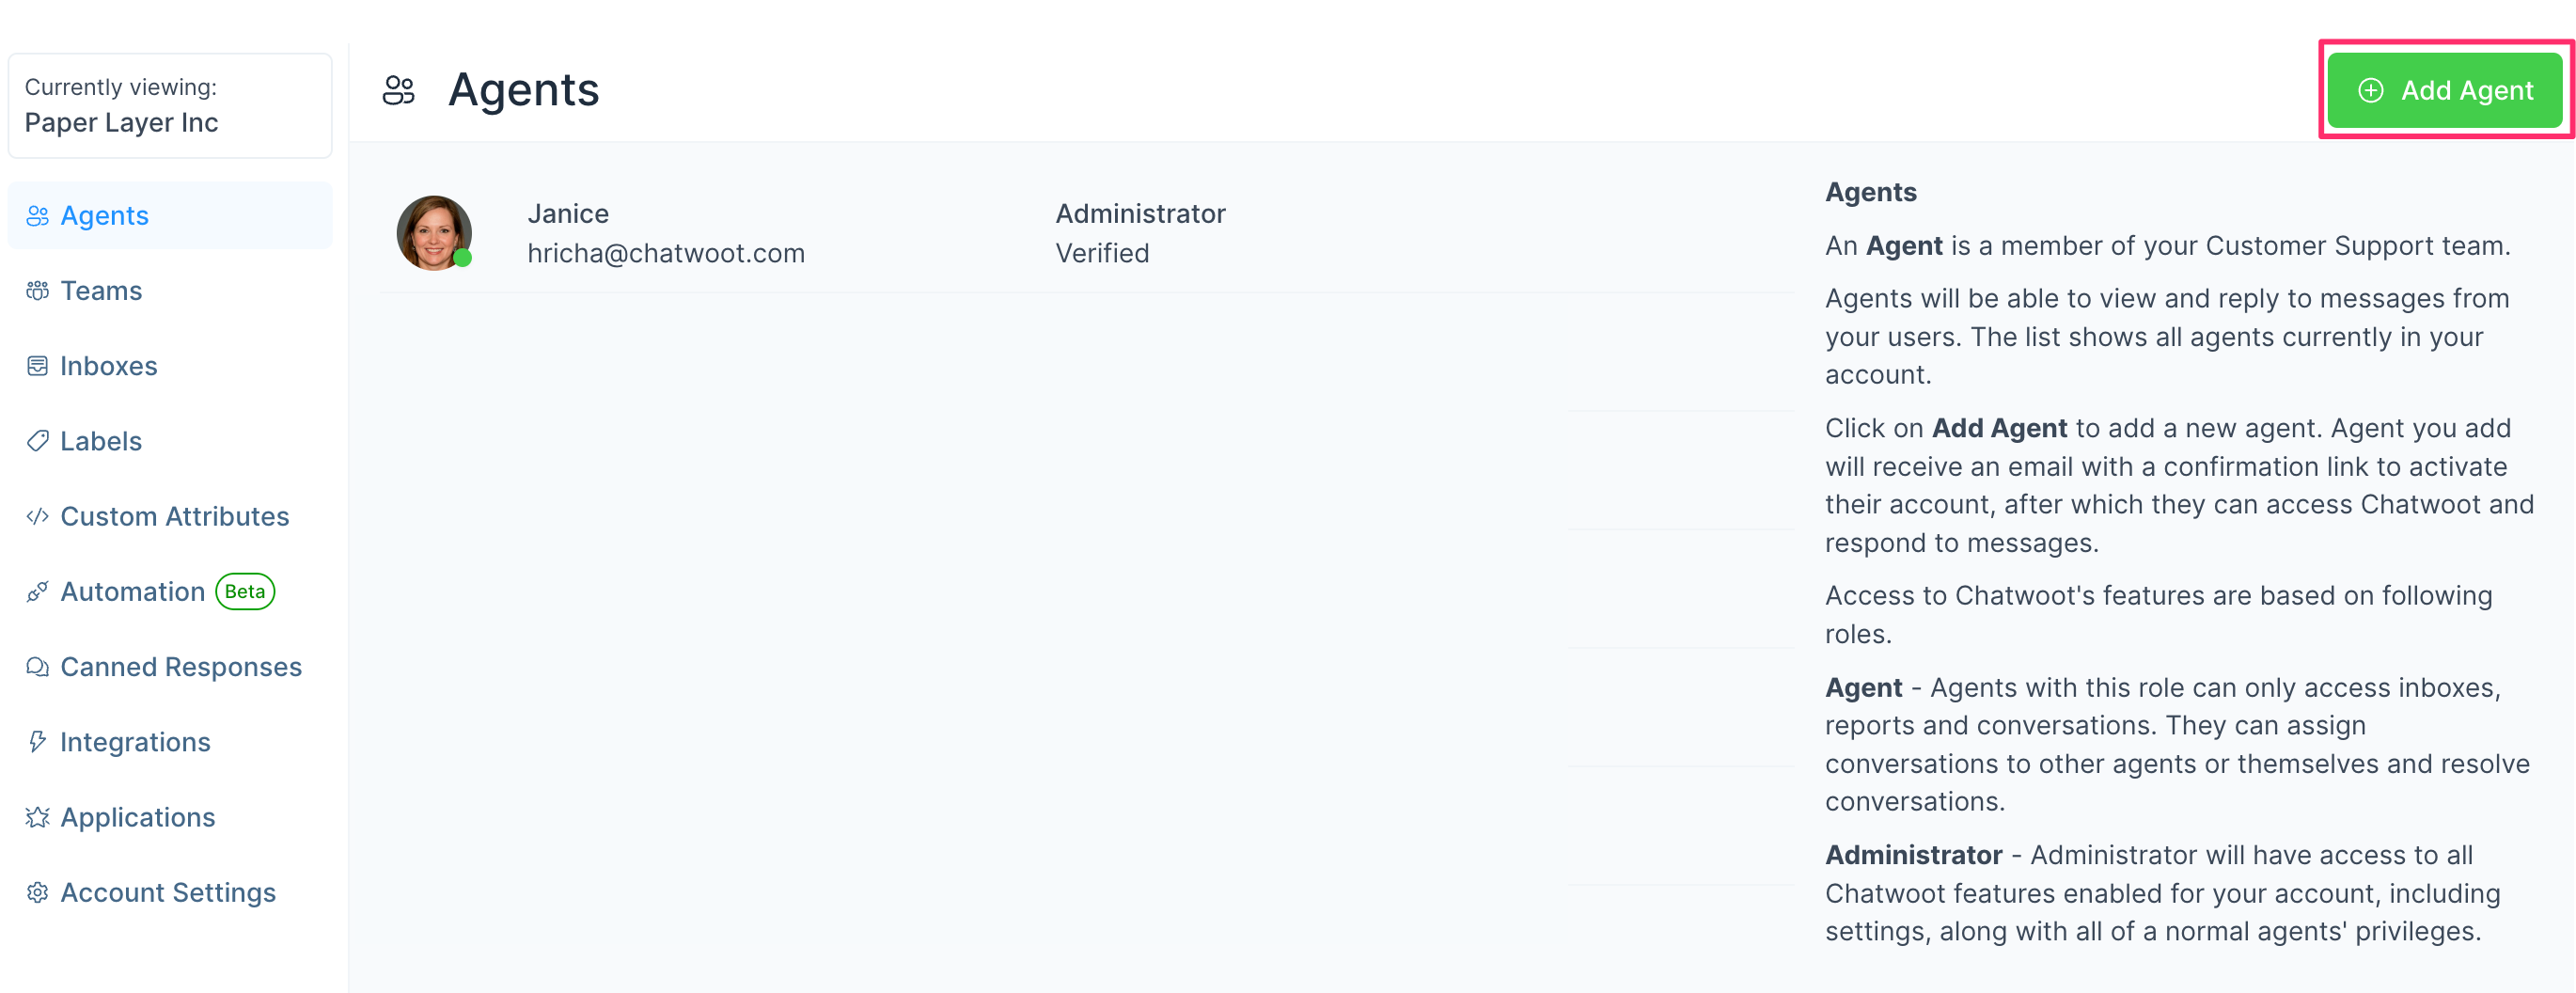 Currently viewing:
Paper Layer Inc
Agents
Teams
Inboxes
Labels
Custom Attributes
Automation Beta
Canned Responses
Integrations
Applications
Account Settings
Agents
Add Agent
Janice
hricha@chatwoot.com
Administrator
Verified
Agents
An Agent is a member of your Customer Support team.
Agents will be able to view and reply to messages from
your users. The list shows all agents currently in your
account.
Click on Add Agent to add a new agent. Agent you add
will receive an email with a confirmation link to activate
their account, after which they can access Chatwoot and
respond to messages.
Access to Chatwoot's features are based on following
roles.
Agent - Agents with this role can only access inboxes,
reports and conversations. They can assign
conversations to other agents or themselves and resolve
conversations.
Administrator - Administrator will have access to all
Chatwoot features enabled for your account, including
settings, along with all of a normal agents' privileges.